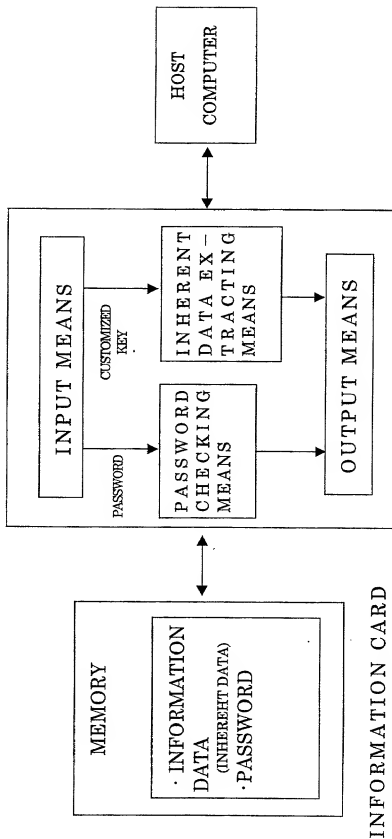 MEMORY
· INFORMATION
DATA
(INHEREHT DATA)
·PASSWORD
INFORMATION CARD
INPUT MEANS
PASSWORD
CUSTOMIZED
KEY
PASSWORD
CHECKING
MEANS
INHERENT
DATA EX-
TRACTING
MEANS
OUTPUT MEANS
HOST
COMPUTER